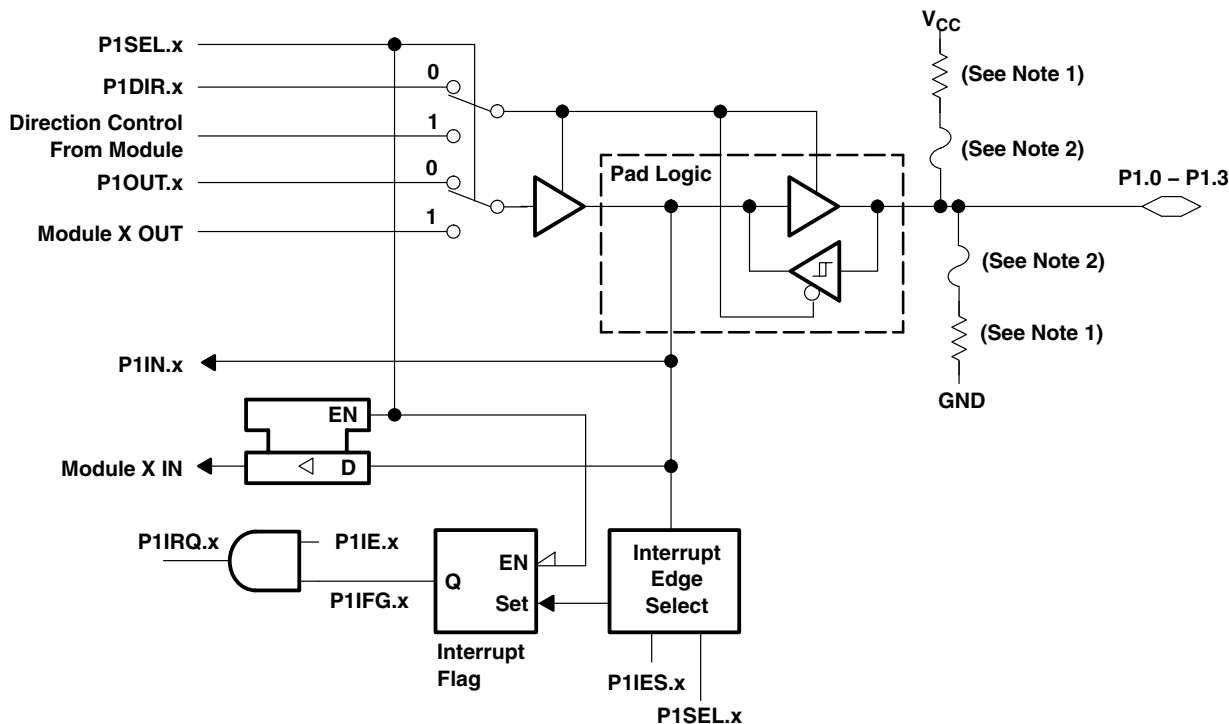 P1SEL.x
P1DIR.x
Direction Control
From Module
P1OUT.x
Module X OUT
0
1
0
1
Pad Logic
VCC
(See Note 1)
(See Note 2)
P1.0 – P1.3
(See Note 2)
(See Note 1)
GND
P1IN.x
EN
Module X IN
D
P1IRQ.x
P1IE.x
P1IFG.x
Q
EN
Set
Interrupt
Flag
Interrupt
Edge
Select
P1IES.x
P1SEL.x